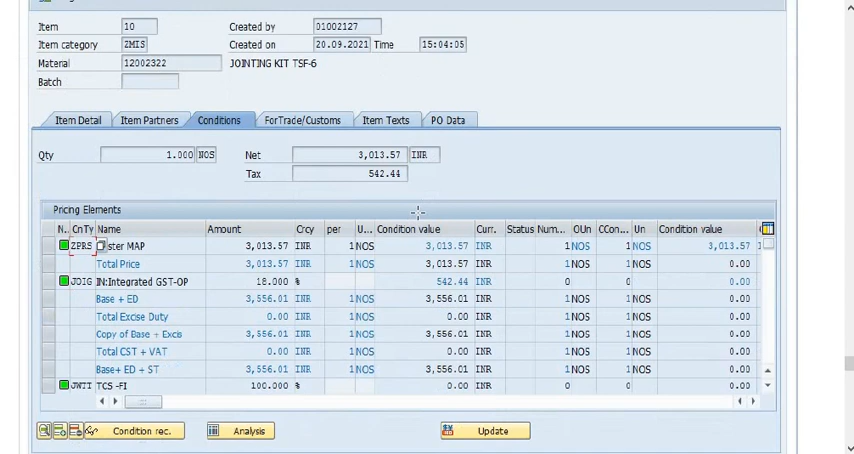 Item 10 Created by 01002127
Item category ZMIS Created on 20.09.2021 Time 15:04:05
Material 12002322 JOINTING KIT TSF-6
Batch
Item Detail Item Partners Conditions ForTrade/Customs Item Texts PO Data
Qty 1.000 NOS Net 3,013.57 INR
Tax 542.44
Pricing Elements
N.. CnTy Name Amount Crcy per U... Condition value Curr. Status Num... OUn CCon... Un Condition value
ZPRS ster MAP 3,013.57 INR 1 NOS 3,013.57 INR 1 NOS 1 NOS 3,013.57
Total Price 3,013.57 INR 1 NOS 3,013.57 INR 1 NOS 1 NOS 0.00
JOIG IN:Integrated GST-OP 18.000 % 542.44 INR 0 0 0.00
Base + ED 3,556.01 INR 1 NOS 3,556.01 INR 1 NOS 1 NOS 0.00
Total Excise Duty 0.00 INR 1 NOS 0.00 INR 1 NOS 1 NOS 0.00
Copy of Base + Excis 3,556.01 INR 1 NOS 3,556.01 INR 1 NOS 1 NOS 0.00
Total CST + VAT 0.00 INR 1 NOS 0.00 INR 1 NOS 1 NOS 0.00
Base+ ED + ST 3,556.01 INR 1 NOS 3,556.01 INR 1 NOS 1 NOS 0.00
JWTI TCS -FI 100.000 % 0.00 INR 0 0 0.00
Condition rec. Analysis Update